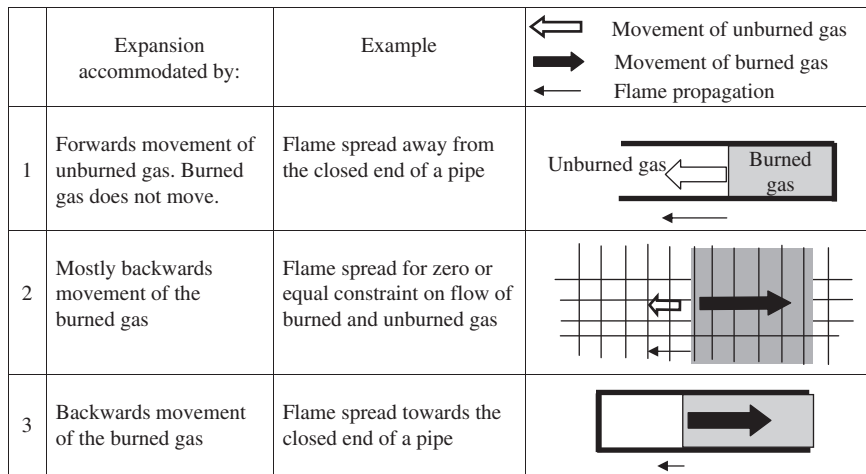 Expansion
accommodated by:
Example
Movement of unburned gas
Movement of burned gas
Flame propagation
1
Forwards movement of
unburned gas. Burned
gas does not move.
Flame spread away from
the closed end of a pipe
Unburned gas
Burned
gas
2
Mostly backwards
movement of the
burned gas
Flame spread for zero or
equal constraint on flow of
burned and unburned gas
3
Backwards movement
of the burned gas
Flame spread towards the
closed end of a pipe